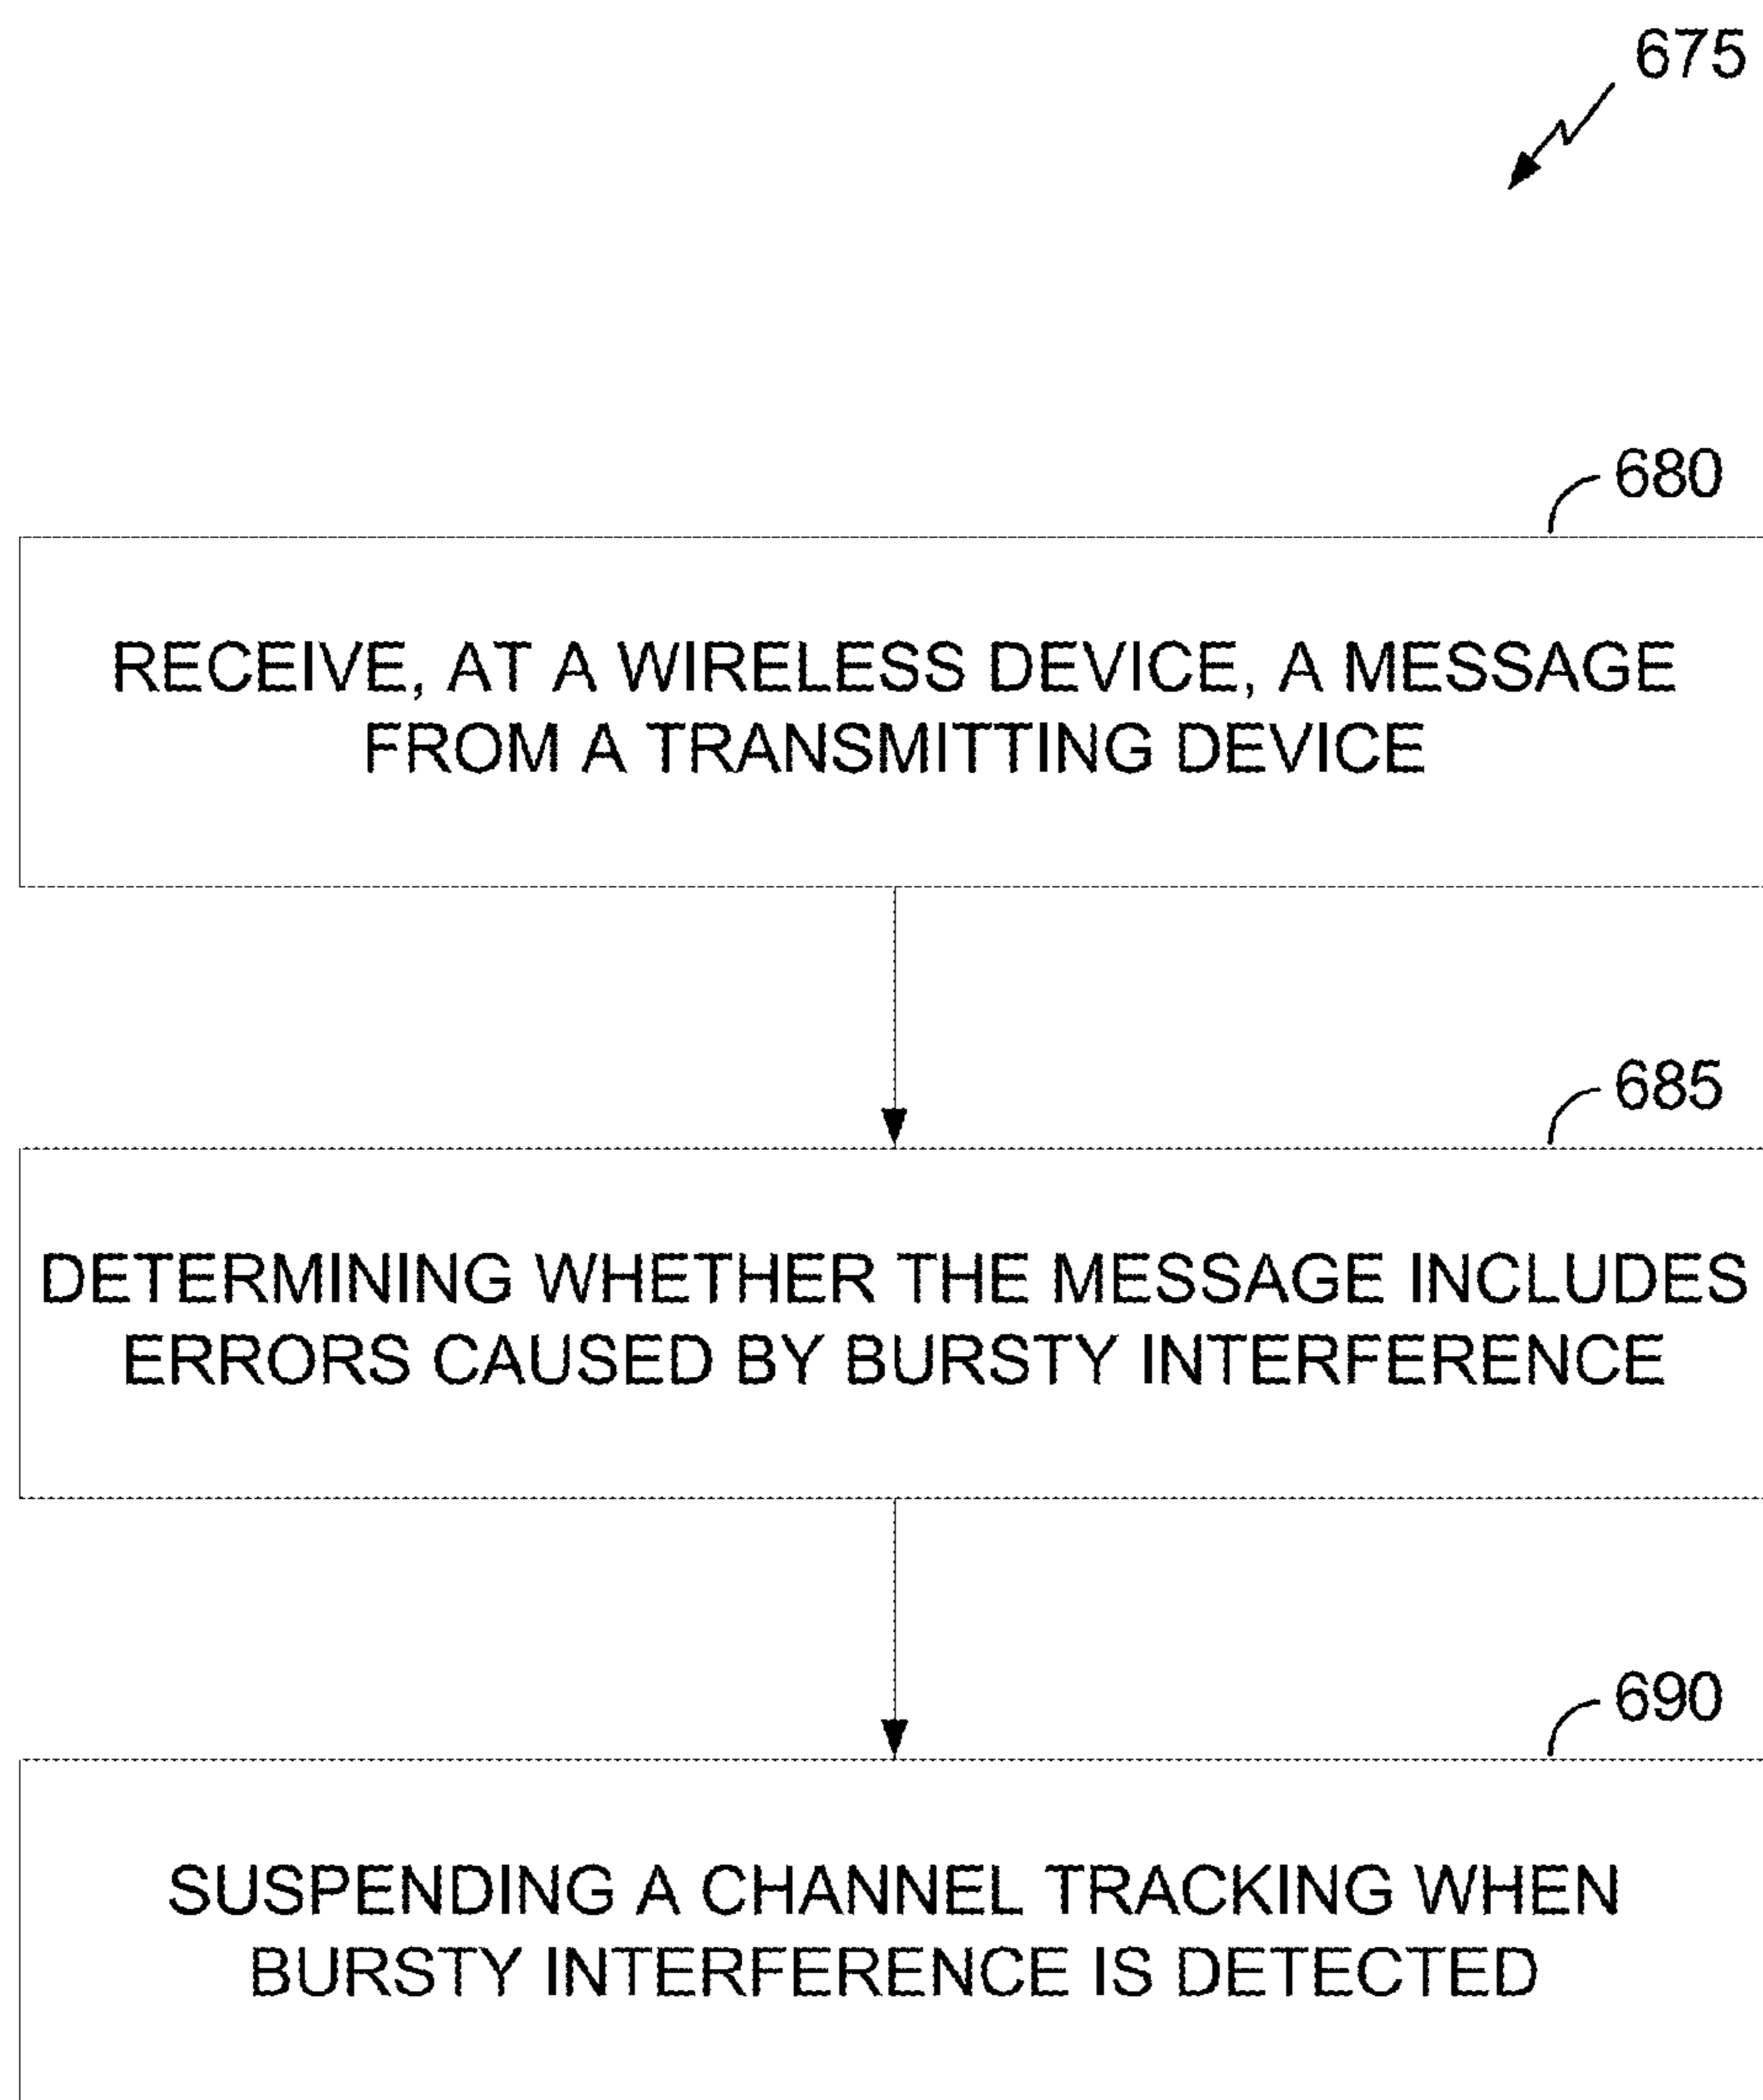 675
680
RECEIVE, AT A WIRELESS DEVICE, A MESSAGE
FROM A TRANSMITTING DEVICE
685
DETERMINING WHETHER THE MESSAGE INCLUDES
ERRORS CAUSED BY BURSTY INTERFERENCE
690
SUSPENDING A CHANNEL TRACKING WHEN
BURSTY INTERFERENCE IS DETECTED